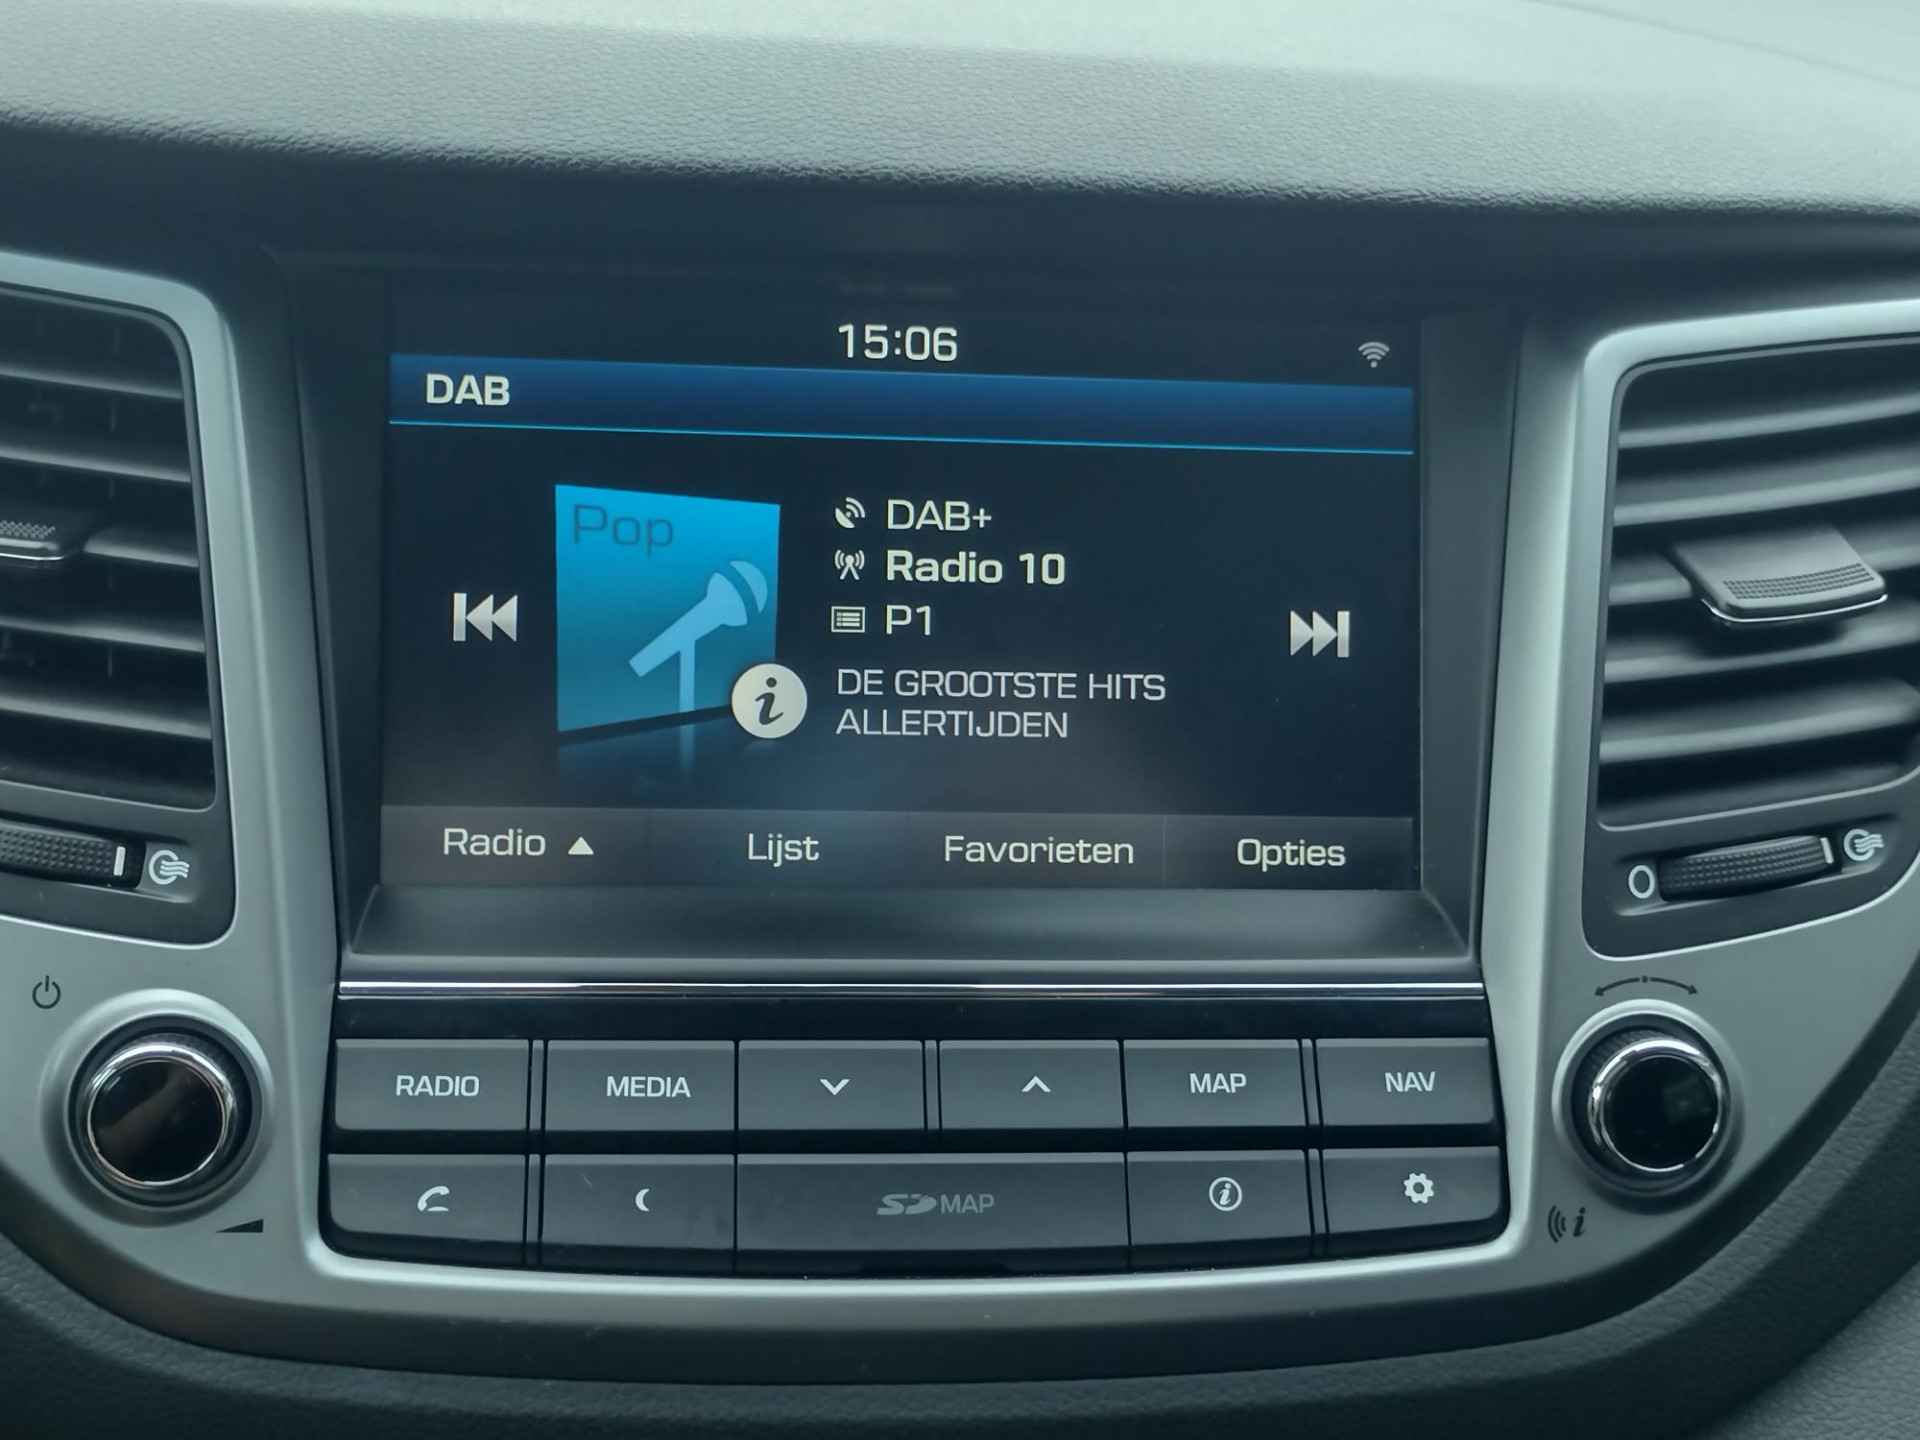 15:06
DAB
Pop
DAB+
Radio 10
P1
DE GROOTSTE HITS
ALLERTIJDEN
Radio ▲ Lijst Favorieten Opties
RADIO MEDIA MAP NAV
SD MAP